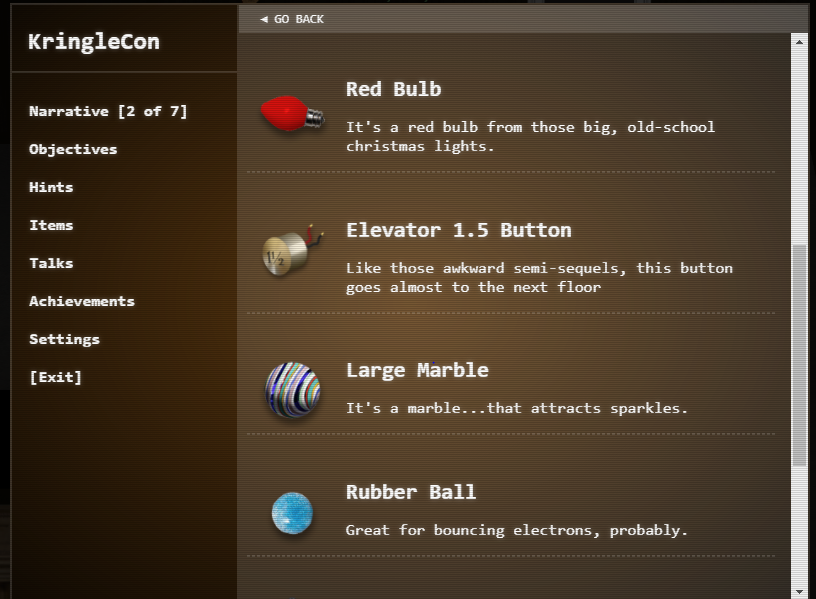 KringleCon
Narrative [2 of 7]
Objectives
Hints
Items
Talks
Achievements
Settings
[Exit]
◄ GO BACK
Red Bulb
It's a red bulb from those big, old-school
christmas lights.
1½
Elevator 1.5 Button
Like those awkward semi-sequels, this button
goes almost to the next floor
Large Marble
It's a marble...that attracts sparkles.
Rubber Ball
Great for bouncing electrons, probably.